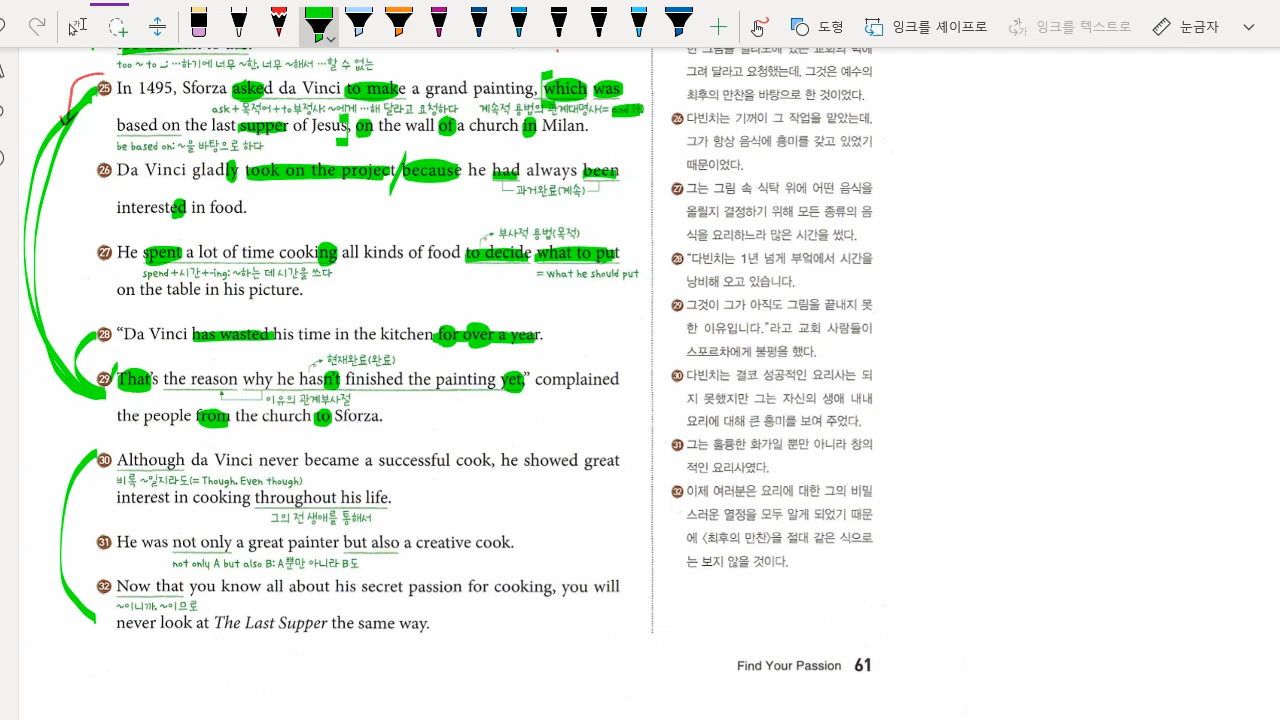 도형
잉크를 셰이프로
잉크를 텍스트로
눈금자
too ~ to …: …하기에 너무 ~한, 너무 ~해서 …할 수 없는
25 In 1495, Sforza asked da Vinci to make a grand painting, which was
ask + 목적어 + to부정사: ~에게 …해 달라고 요청하다 계속적 용법의 관계대명사(= and it)
based on the last supper of Jesus, on the wall of a church in Milan.
be based on: ~을 바탕으로 하다
26 Da Vinci gladly took on the project because he had always been
과거완료(계속)
interested in food.
부사적 용법(목적)
27 He spent a lot of time cooking all kinds of food to decide what to put
spend+시간+-ing: ~하는 데 시간을 쓰다 = what he should put
on the table in his picture.
28 “Da Vinci has wasted his time in the kitchen for over a year.
현재완료(완료)
29 That’s the reason why he hasn’t finished the painting yet,” complained
이유의 관계부사절
the people from the church to Sforza.
30 Although da Vinci never became a successful cook, he showed great
비록 ~일지라도(= Though, Even though)
interest in cooking throughout his life.
그의 전 생애를 통해서
31 He was not only a great painter but also a creative cook.
not only A but also B: A뿐만 아니라 B도
32 Now that you know all about his secret passion for cooking, you will
~이니까, ~이므로
never look at The Last Supper the same way.
그려 달라고 요청했는데, 그것은 예수의
최후의 만찬을 바탕으로 한 것이었다.
26 다빈치는 기꺼이 그 작업을 맡았는데,
그가 항상 음식에 흥미를 갖고 있었기
때문이었다.
27 그는 그림 속 식탁 위에 어떤 음식을
올릴지 결정하기 위해 모든 종류의 음
식을 요리하느라 많은 시간을 썼다.
28 “다빈치는 1년 넘게 부엌에서 시간을
낭비해 오고 있습니다.
29 그것이 그가 아직도 그림을 끝내지 못
한 이유입니다.”라고 교회 사람들이
스포르차에게 불평을 했다.
30 다빈치는 결코 성공적인 요리사는 되
지 못했지만 그는 자신의 생애 내내
요리에 대해 큰 흥미를 보여 주었다.
31 그는 훌륭한 화가일 뿐만 아니라 창의
적인 요리사였다.
32 이제 여러분은 요리에 대한 그의 비밀
스러운 열정을 모두 알게 되었기 때문
에 〈최후의 만찬〉을 절대 같은 식으로
는 보지 않을 것이다.
Find Your Passion 61